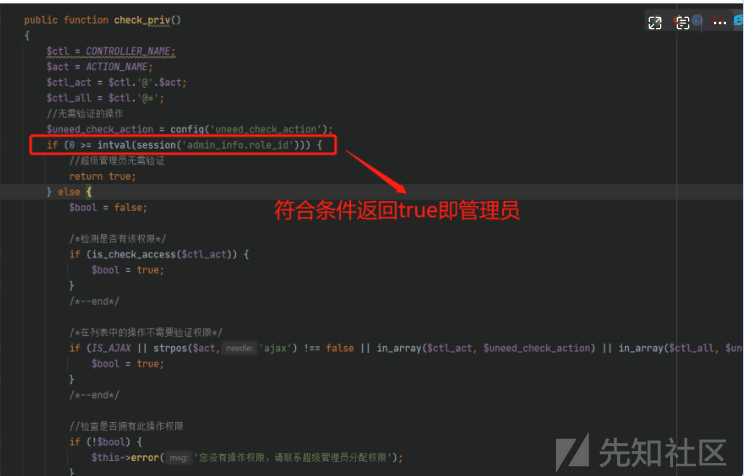 public function check_priv()
{
$ctl = CONTROLLER_NAME;
$act = ACTION_NAME;
$ctl_act = $ctl.'@'.$act;
$ctl_all = $ctl.'@*';
//无需验证的操作
$uneed_check_action = config('uneed_check_action');
if (0 >= intval(session('admin_info.role_id'))) {
//超级管理员无需验证
return true;
} else {
符合条件返回true即管理员
$bool = false;
/*检测是否有该权限*/
if (is_check_access($ctl_act)) {
$bool = true;
}
/*--end*/
/*在列表中的操作不需要验证权限*/
if (IS_AJAX || strpos($act, needle: 'ajax') !== false || in_array($ctl_act, $uneed_check_action) || in_array($ctl_all, $un
$bool = true;
}
/*--end*/
//检查是否拥有此操作权限
if (!$bool) {
$this->error( msg: '您没有操作权限，请联系超级管理员分配权限');
}
先知社区